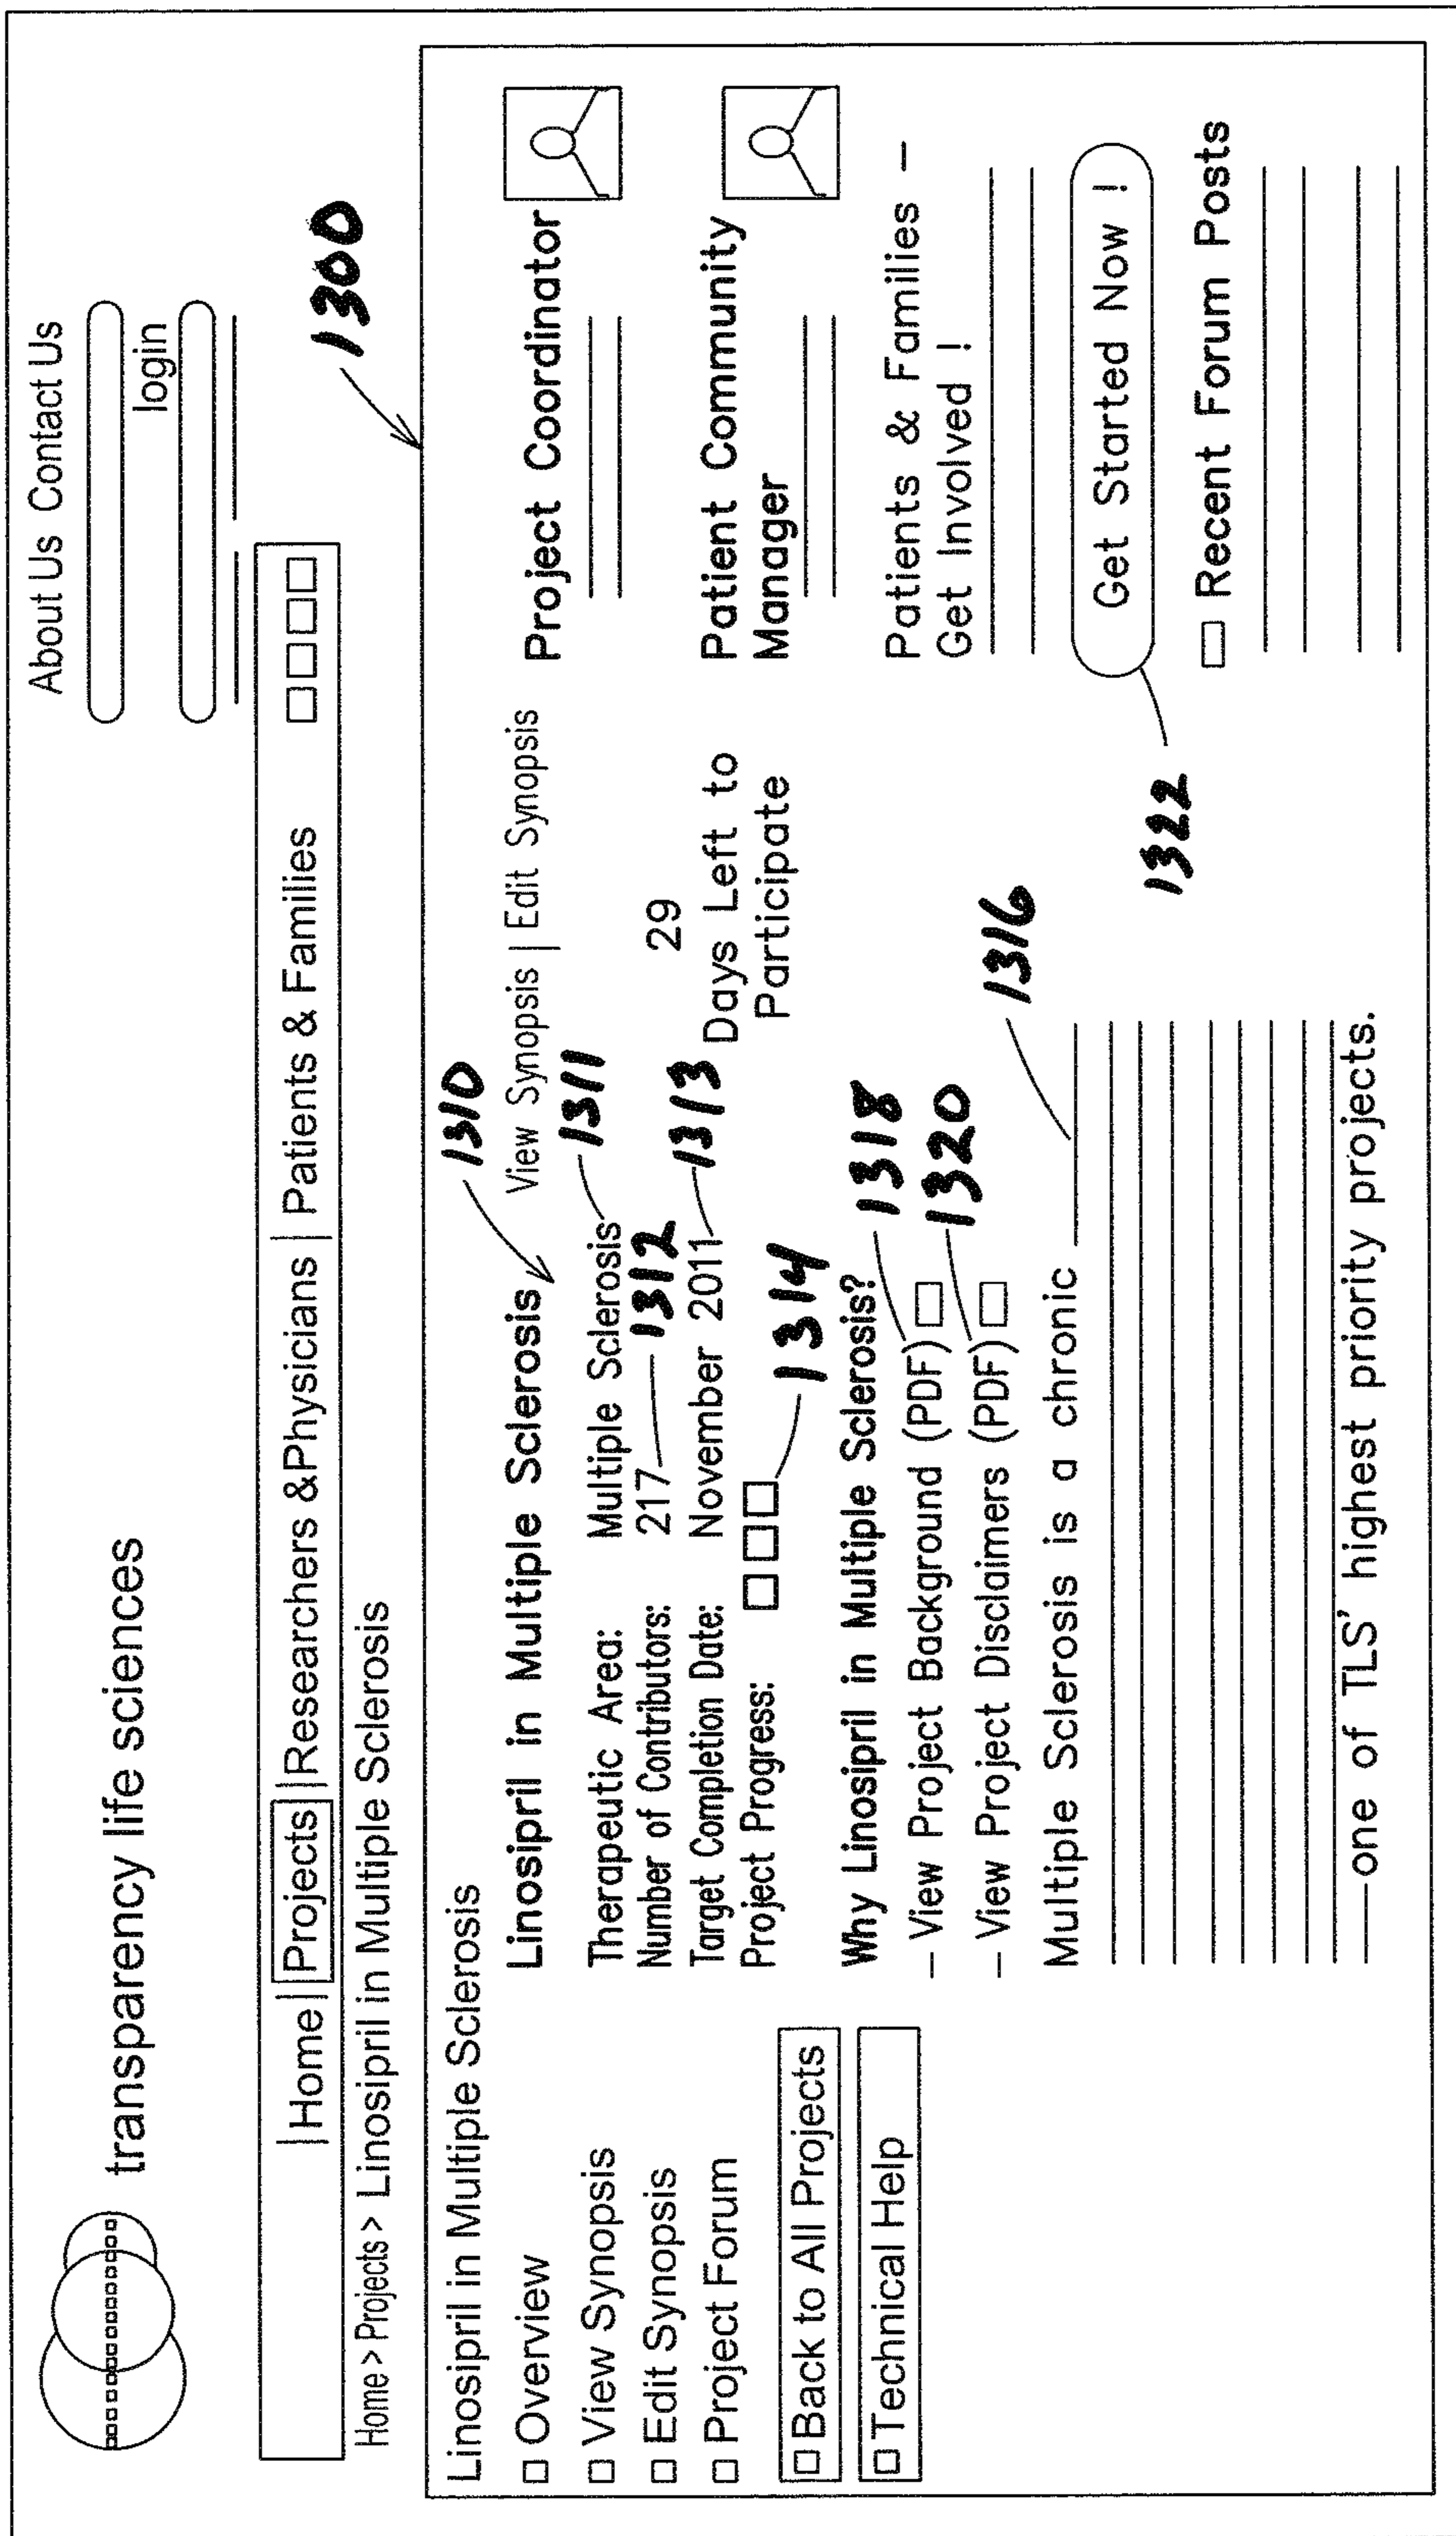 transparency life sciences
About Us Contact Us
login
Home | Projects | Researchers &Physicians | Patients & Families
Home > Projects > Linosipril in Multiple Sclerosis
1300
Linosipril in Multiple Sclerosis
Overview
View Synopsis
Edit Synopsis
Project Forum
Back to All Projects
Technical Help
1310
Linosipril in Multiple Sclerosis
View Synopsis | Edit Synopsis
Therapeutic Area: Multiple Sclerosis 1311
Number of Contributors: 217 1312
Target Completion Date: November 2011 1313
Project Progress: 1314
29
Days Left to
Participate
Why Linosipril in Multiple Sclerosis?
– View Project Background (PDF) 1318
– View Project Disclaimers (PDF) 1320
Multiple Sclerosis is a chronic 1316
one of TLS' highest priority projects.
Project Coordinator
Patient Community
Manager
Patients & Families –
Get Involved !
Get Started Now !
1322
Recent Forum Posts